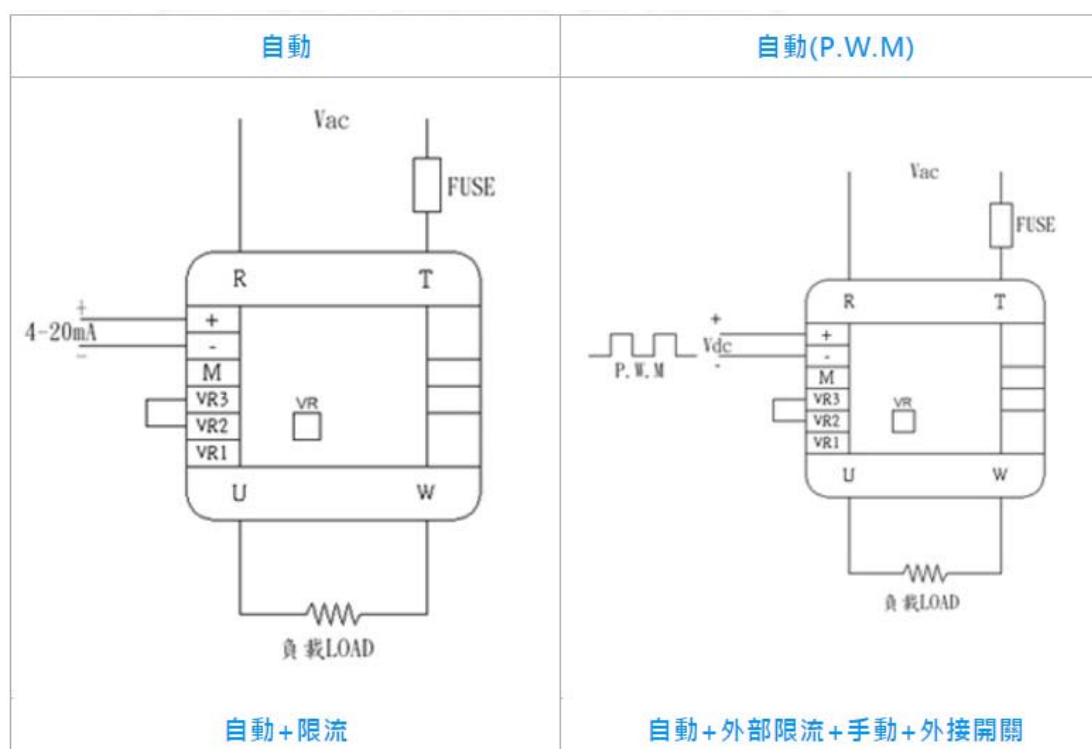 自動
自動(P.W.M)
Vac
FUSE
R
T
+
4-20mA
-
+
-
M
VR3
VR2
VR1
VR
U
W
負載LOAD
Vac
FUSE
R
T
+
Vdc
-
P.W.M
+
-
M
VR3
VR2
VR1
VR
U
W
負載LOAD
自動+限流
自動+外部限流+手動+外接開關